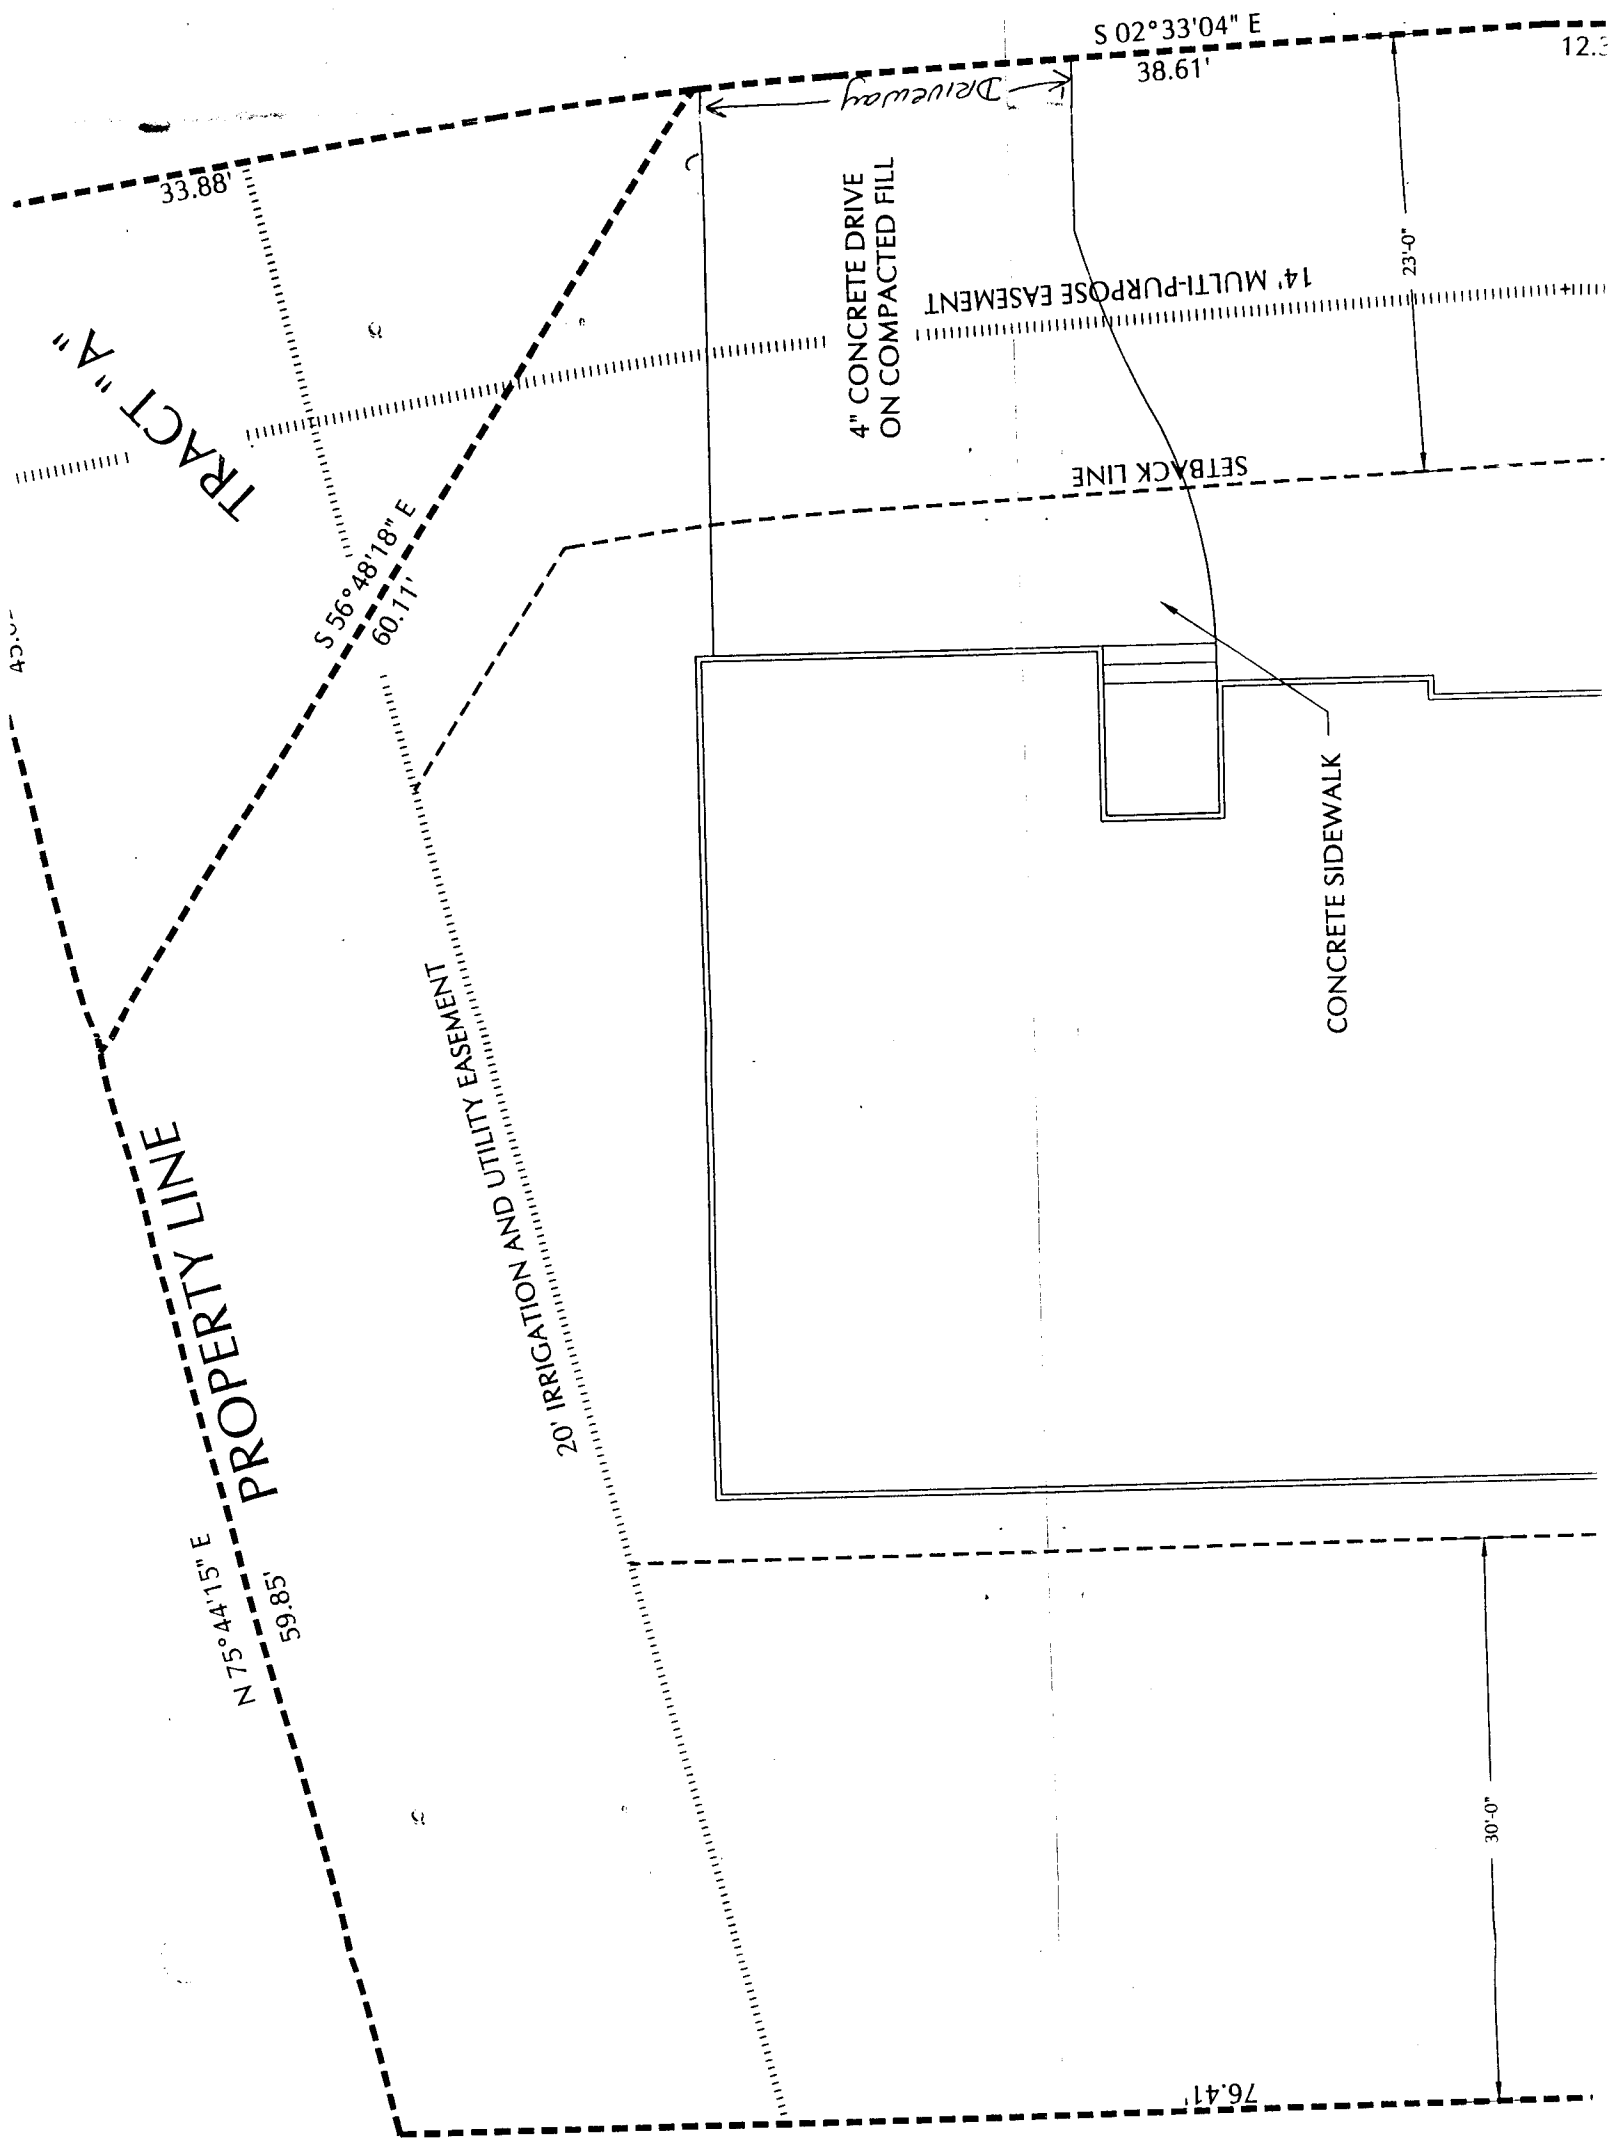 S 02°33'04" E
38.61'
Driveway
33.88'
4" CONCRETE DRIVE
ON COMPACTED FILL
14' MULTI-PURPOSE EASEMENT
23'-0"
TRACT "A"
SETBACK LINE
S 56°48'18" E
60.11'
CONCRETE SIDEWALK
20' IRRIGATION AND UTILITY EASEMENT
PROPERTY LINE
N 75°44'15" E
59.85'
30'-0"
76.41'